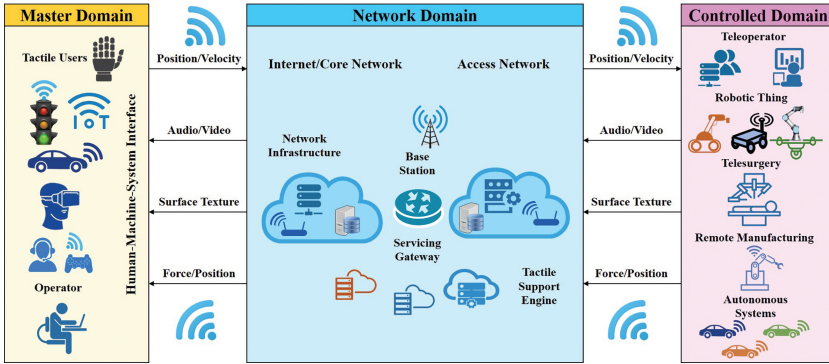 Master Domain
Network Domain
Controlled Domain
Tactile Users
IoT
Operator
Human-Machine-System Interface
Position/Velocity
Audio/Video
Surface Texture
Force/Position
Internet/Core Network
Access Network
Network
Infrastructure
Base
Station
Servicing
Gateway
Tactile
Support
Engine
Position/Velocity
Audio/Video
Surface Texture
Force/Position
Teleoperator
Robotic Thing
Telesurgery
Remote Manufacturing
Autonomous
Systems